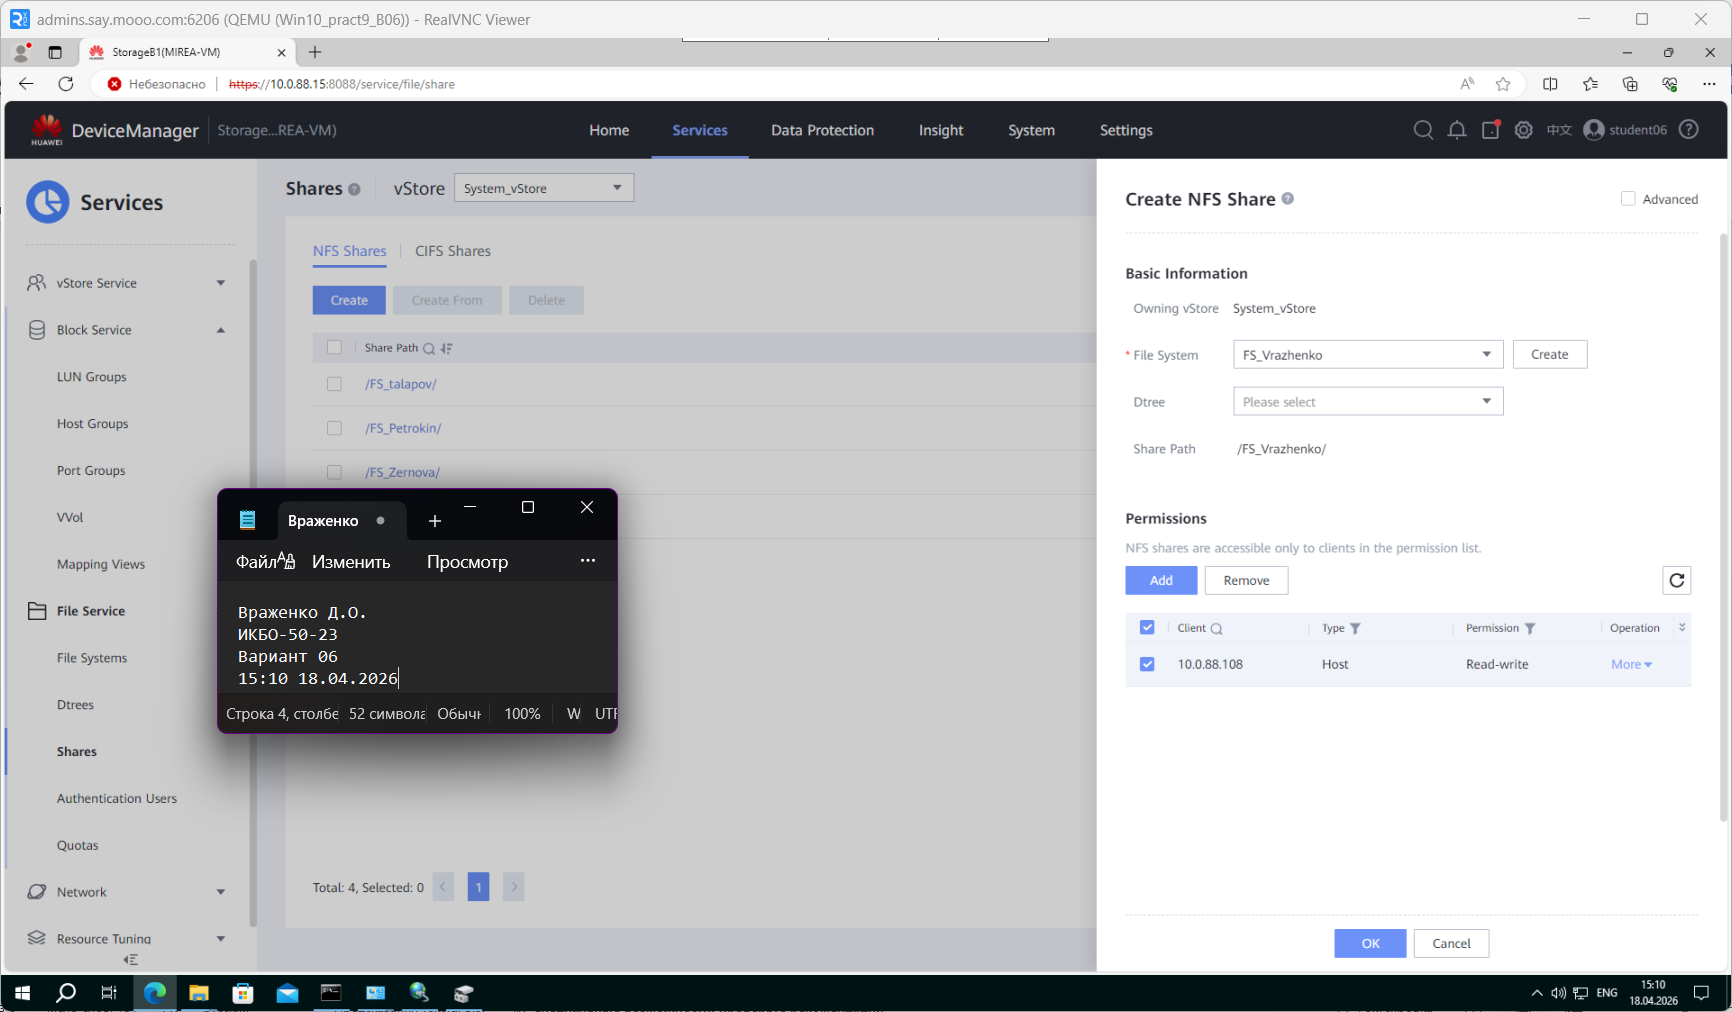 admins.say.mooo.com:6206 (QEMU (Win10_pract9_B06)) - RealVNC Viewer
StorageB1(MIREA-VM)
Небезопасно
https://10.0.88.15:8088/service/file/share
HUAWEI
DeviceManager
Storage...REA-VM)
Home
Services
Data Protection
Insight
System
Settings
中文
student06
Services
vStore Service
Block Service
LUN Groups
Host Groups
Port Groups
VVol
Mapping Views
File Service
File Systems
Dtrees
Shares
Authentication Users
Quotas
Network
Resource Tuning
Shares
vStore
System_vStore
NFS Shares
CIFS Shares
Create
Create From
Delete
Share Path
/FS_talapov/
/FS_Petrokin/
/FS_Zernova/
Total: 4, Selected: 0
1
Враженко
Файл
Изменить
Просмотр
Враженко Д.О.
ИКБО-50-23
Вариант 06
15:10 18.04.2026
Строка 4, столбе
52 символа
Обычн
100%
W
UTF
Create NFS Share
Advanced
Basic Information
Owning vStore
System_vStore
* File System
FS_Vrazhenko
Create
Dtree
Please select
Share Path
/FS_Vrazhenko/
Permissions
NFS shares are accessible only to clients in the permission list.
Add
Remove
Client
Type
Permission
Operation
10.0.88.108
Host
Read-write
More
OK
Cancel
ENG
15:10
18.04.2026